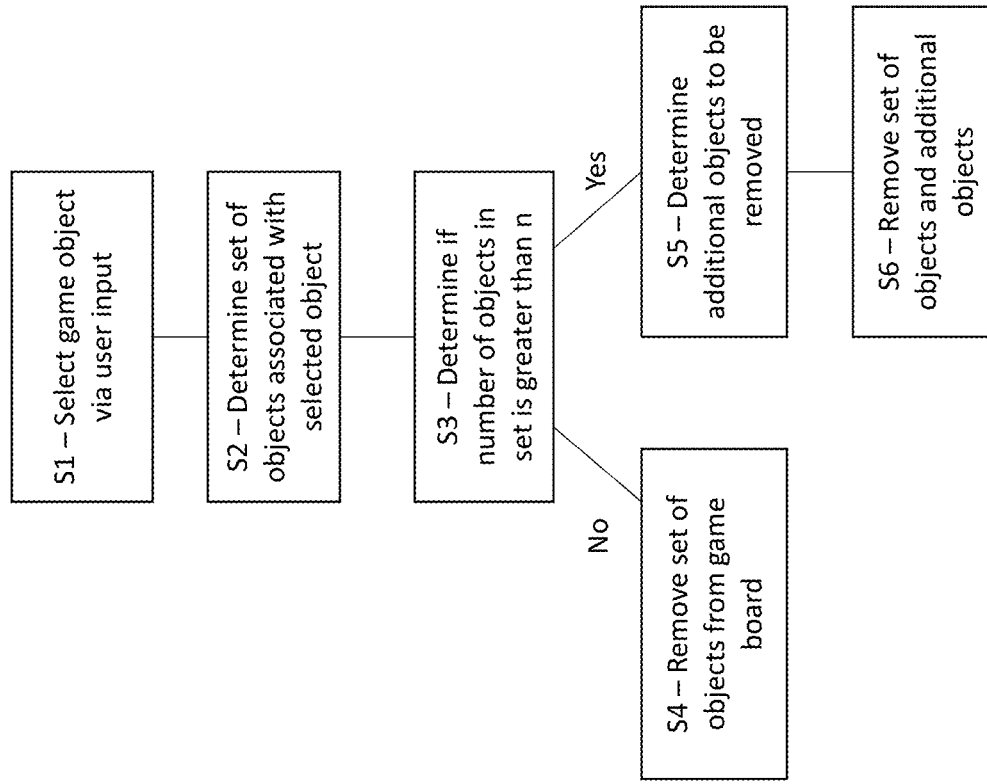 S1 – Select game object
via user input
S2 – Determine set of
objects associated with
selected object
S3 – Determine if
number of objects in
set is greater than n
No
Yes
S4 – Remove set of
objects from game
board
S5 – Determine
additional objects to be
removed
S6 – Remove set of
objects and additional
objects